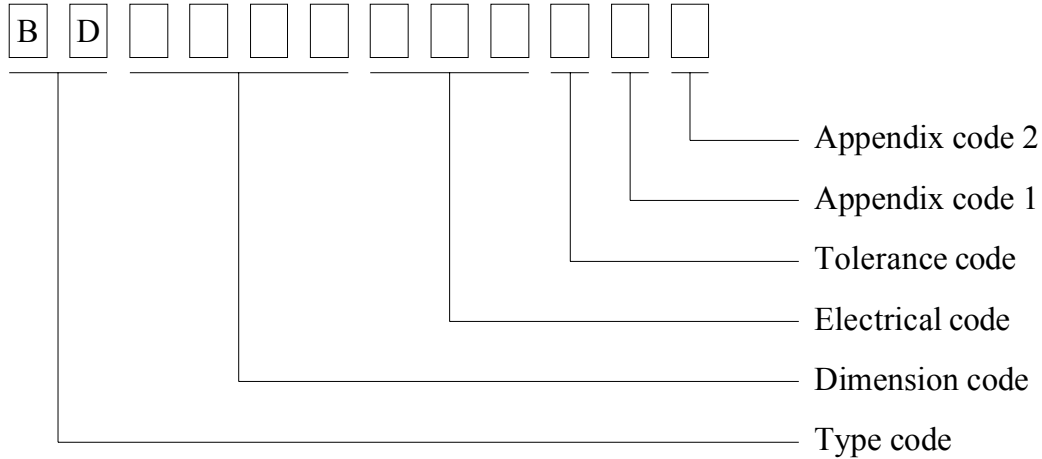 B D
Appendix code 2
Appendix code 1
Tolerance code
Electrical code
Dimension code
Type code